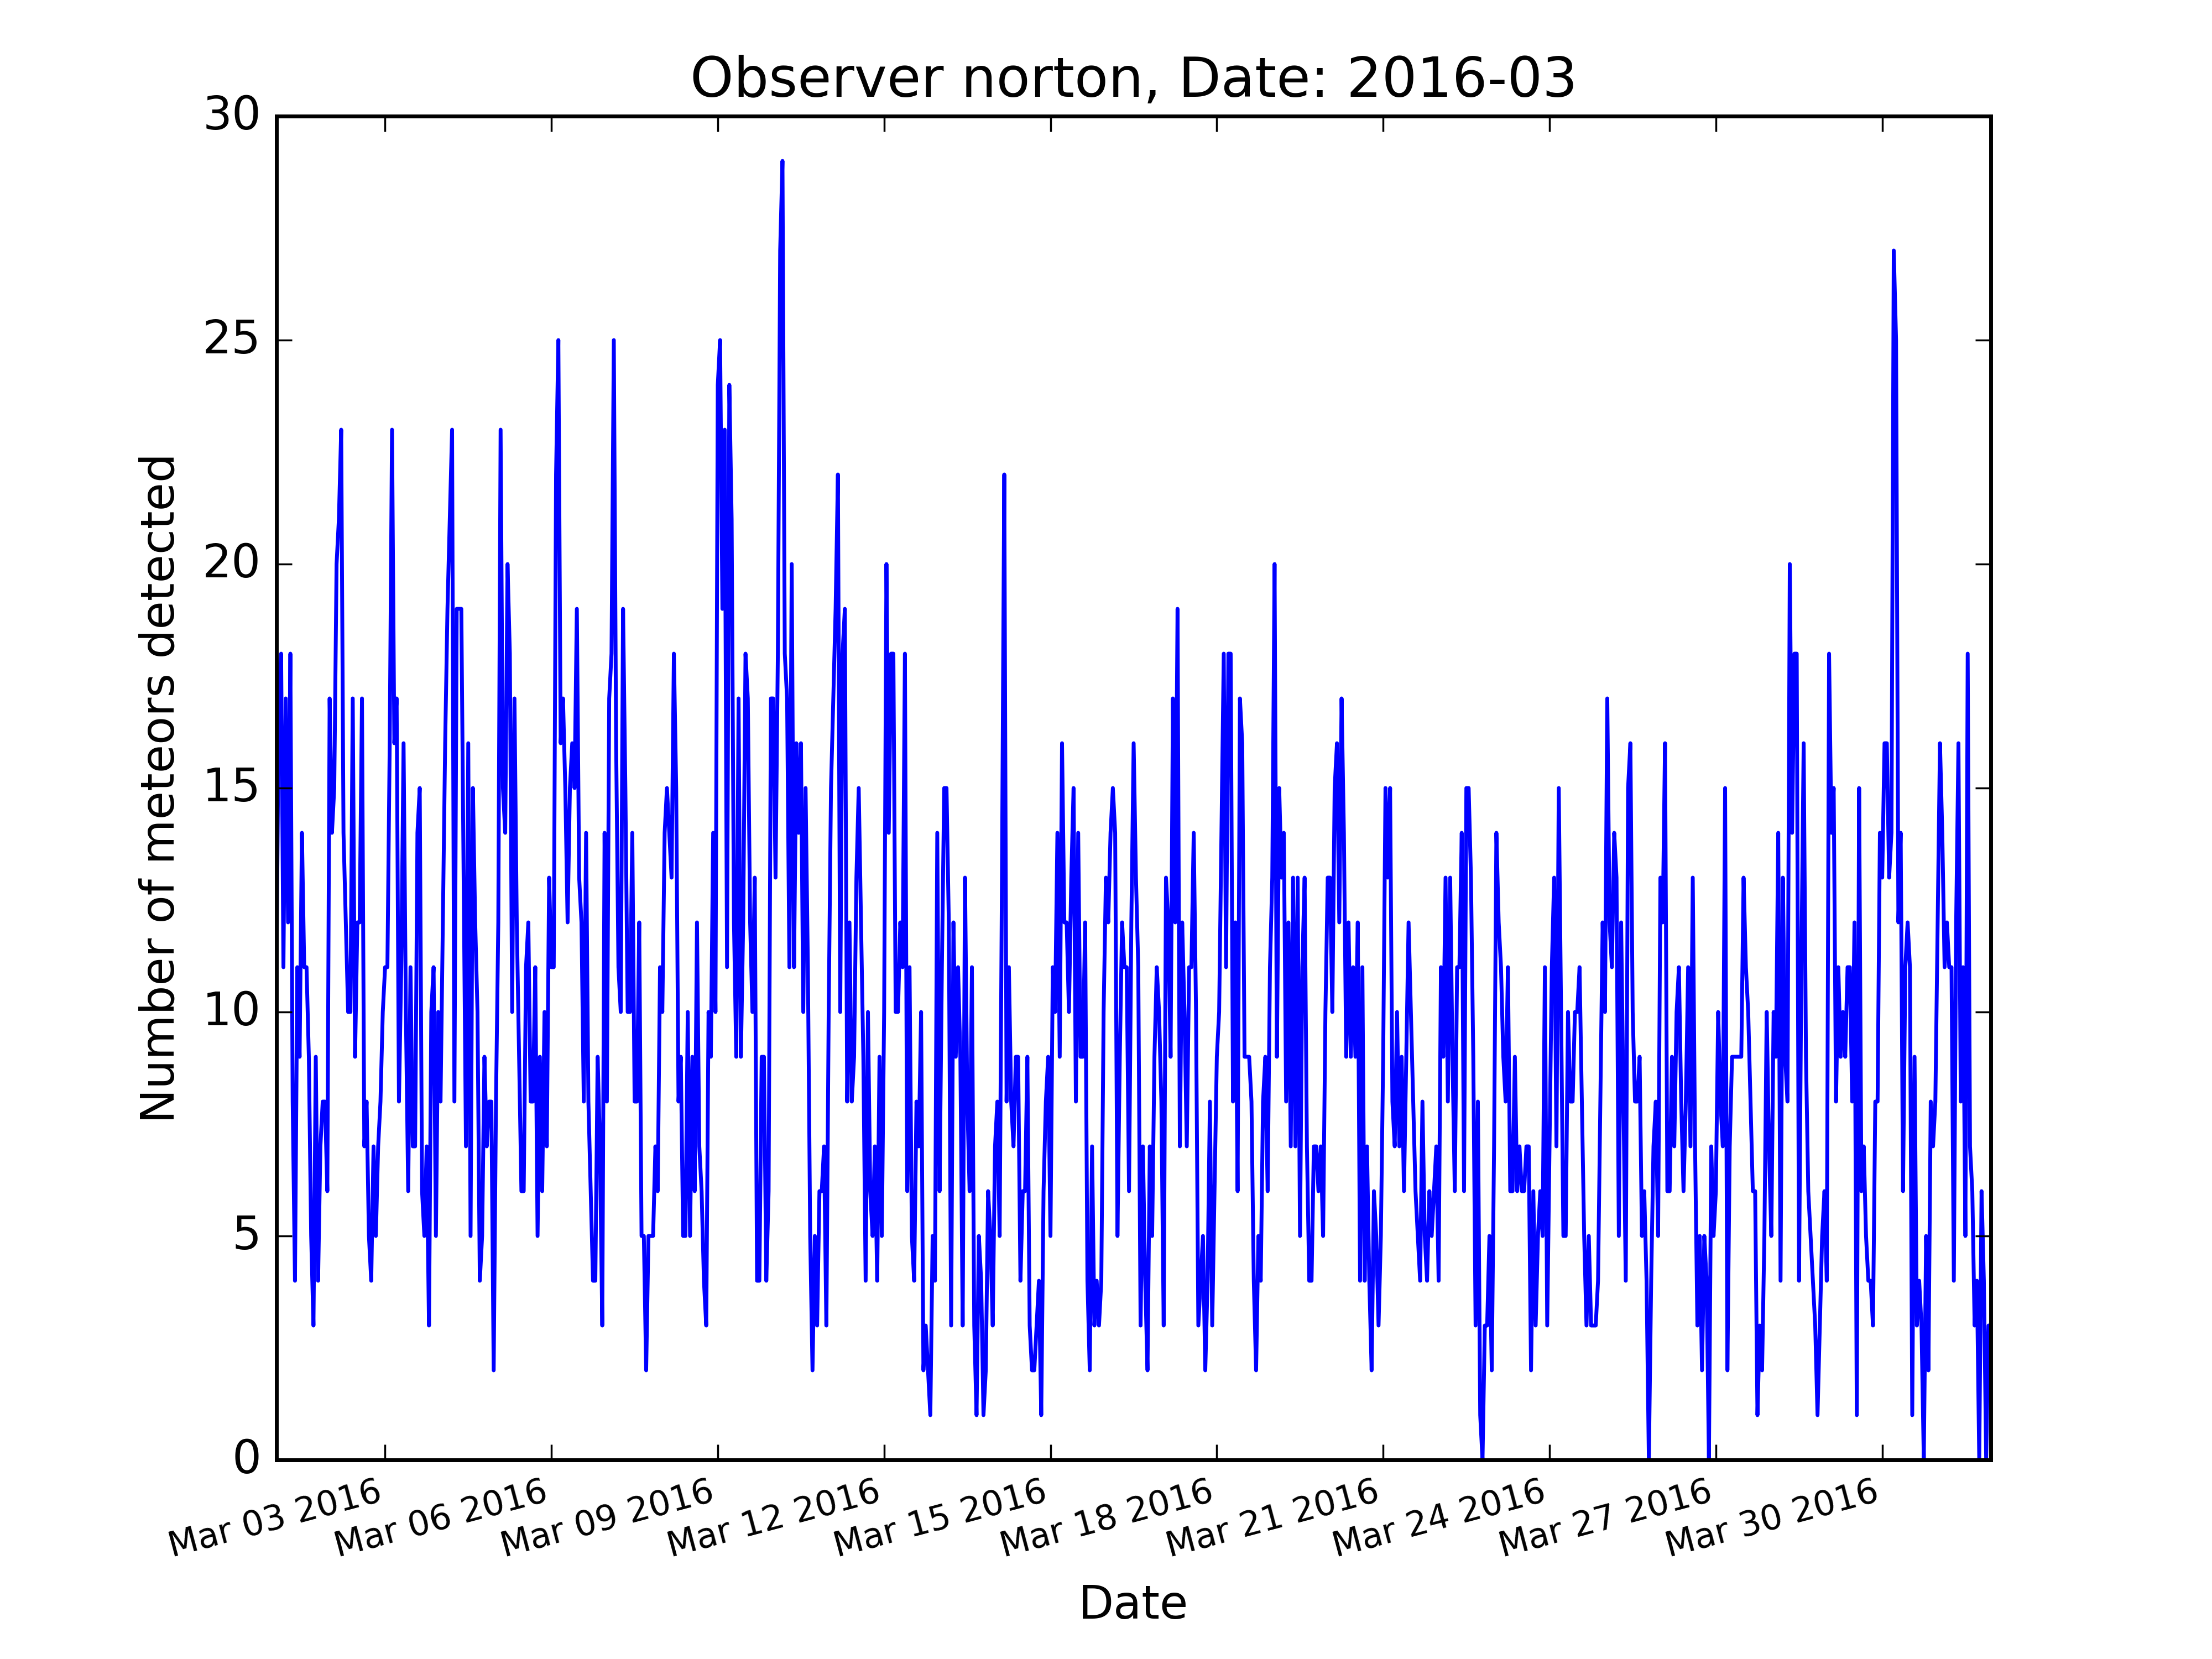 Observer norton, Date: 2016-03
Number of meteors detected
30
25
20
15
10
5
0
Mar 03 2016
Mar 06 2016
Mar 09 2016
Mar 12 2016
Mar 15 2016
Mar 18 2016
Mar 21 2016
Mar 24 2016
Mar 27 2016
Mar 30 2016
Date